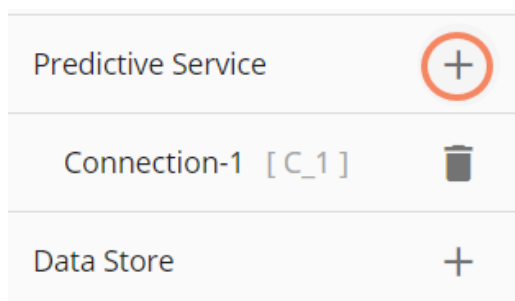 Predictive Service
Connection-1 [ C_1 ]
Data Store